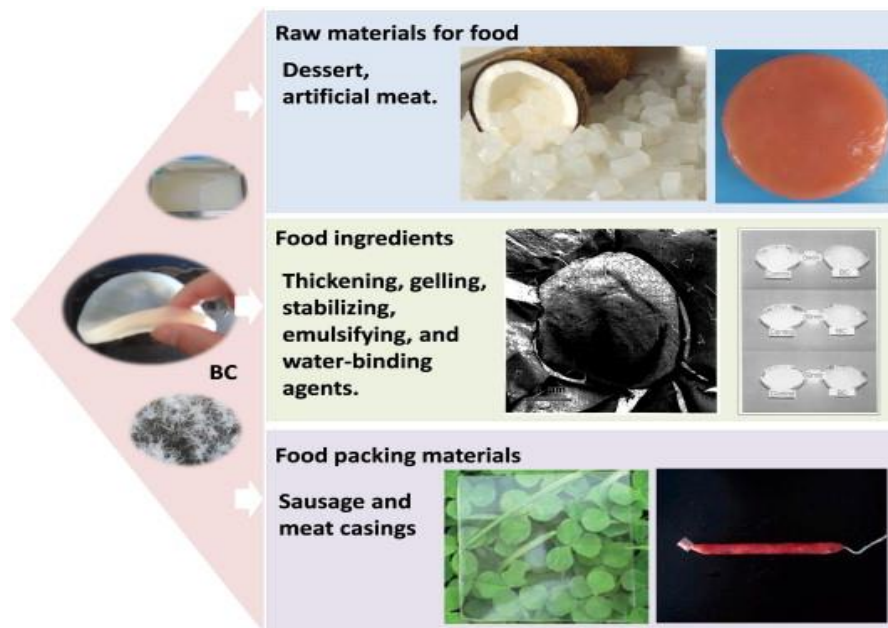 Raw materials for food
Dessert,
artificial meat.
BC
Food ingredients
Thickening, gelling,
stabilizing,
emulsifying, and
water-binding
agents.
Food packing materials
Sausage and
meat casings